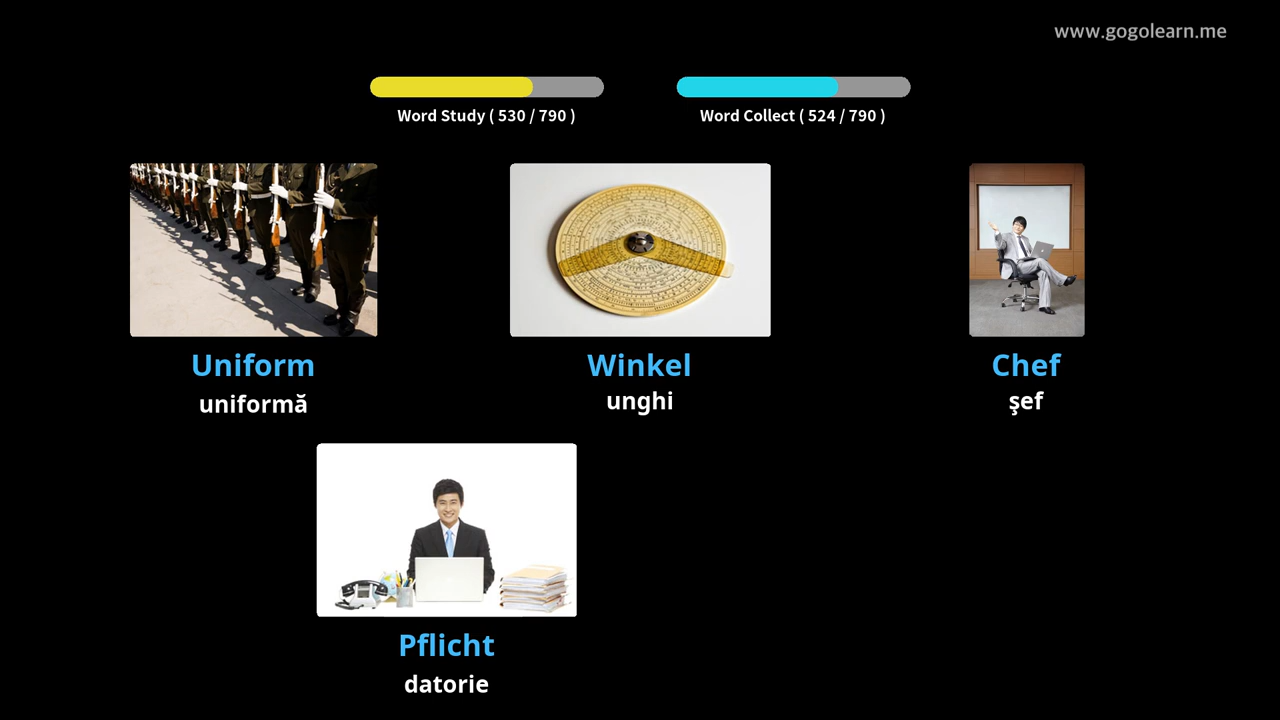 www.gogolearn.me
Word Study ( 530 / 790 )
Word Collect ( 524 / 790 )
Uniform
uniformă
Winkel
unghi
Chef
şef
Pflicht
datorie